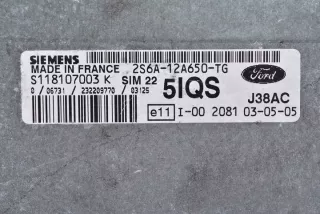 SIEMENS
MADE IN FRANCE 2S6A-12A650-TG
S118107003 K SIM 22
Ford
0 / 06731 / 232209770 / 03125
5IQS
J38AC
e11 I-00 2081 03-05-05